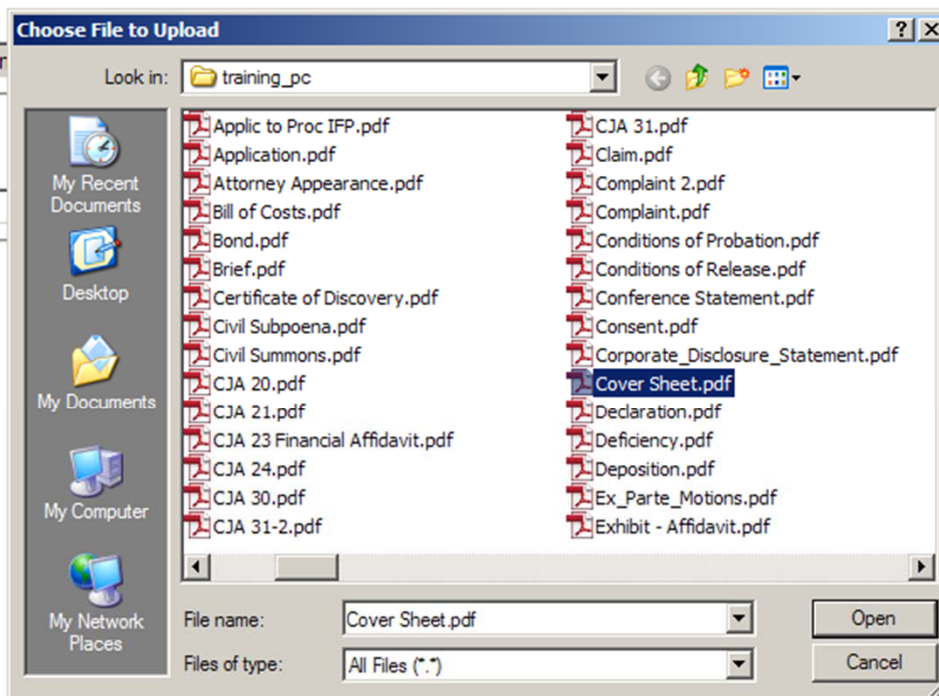 Choose File to Upload
Look in:
training_pc
My Recent
Documents
Desktop
My Documents
My Computer
My Network
Places
Applic to Proc IFP.pdf
Application.pdf
Attorney Appearance.pdf
Bill of Costs.pdf
Bond.pdf
Brief.pdf
Certificate of Discovery.pdf
Civil Subpoena.pdf
Civil Summons.pdf
CJA 20.pdf
CJA 21.pdf
CJA 23 Financial Affidavit.pdf
CJA 24.pdf
CJA 30.pdf
CJA 31-2.pdf
CJA 31.pdf
Claim.pdf
Complaint 2.pdf
Complaint.pdf
Conditions of Probation.pdf
Conditions of Release.pdf
Conference Statement.pdf
Consent.pdf
Corporate_Disclosure_Statement.pdf
Cover Sheet.pdf
Declaration.pdf
Deficiency.pdf
Deposition.pdf
Ex_Parte_Motions.pdf
Exhibit - Affidavit.pdf
File name:
Cover Sheet.pdf
Open
Files of type:
All Files (*.*)
Cancel